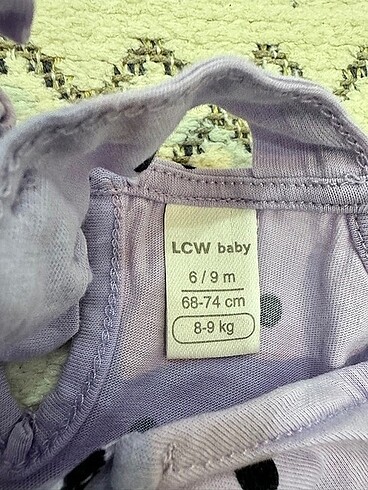 LCW baby
6 / 9 m
68-74 cm
8-9 kg